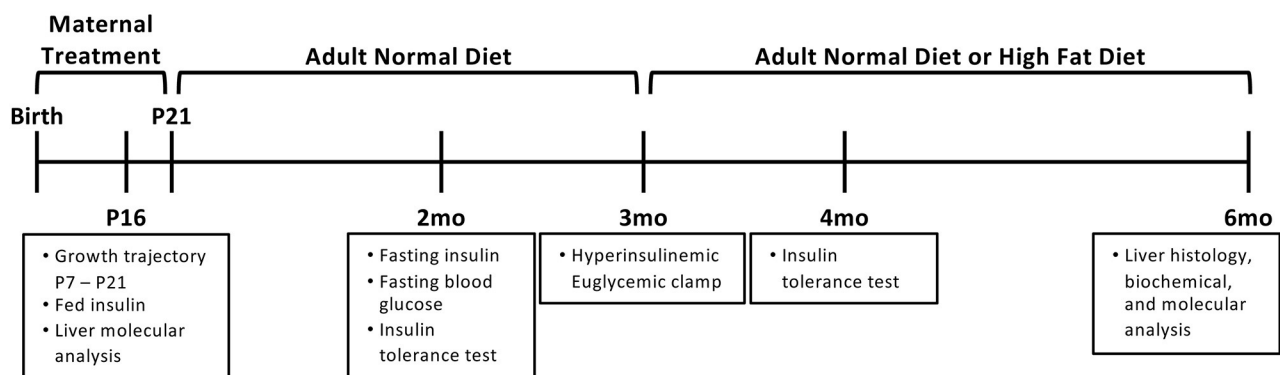 Maternal
Treatment
Adult Normal Diet
Adult Normal Diet or High Fat Diet
Birth
P21
P16
2mo
3mo
4mo
6mo
• Growth trajectory
P7 – P21
• Fed insulin
• Liver molecular
analysis
• Fasting insulin
• Fasting blood
glucose
• Insulin
tolerance test
• Hyperinsulinemic
Euglycemic clamp
• Insulin
tolerance test
• Liver histology,
biochemical,
and molecular
analysis